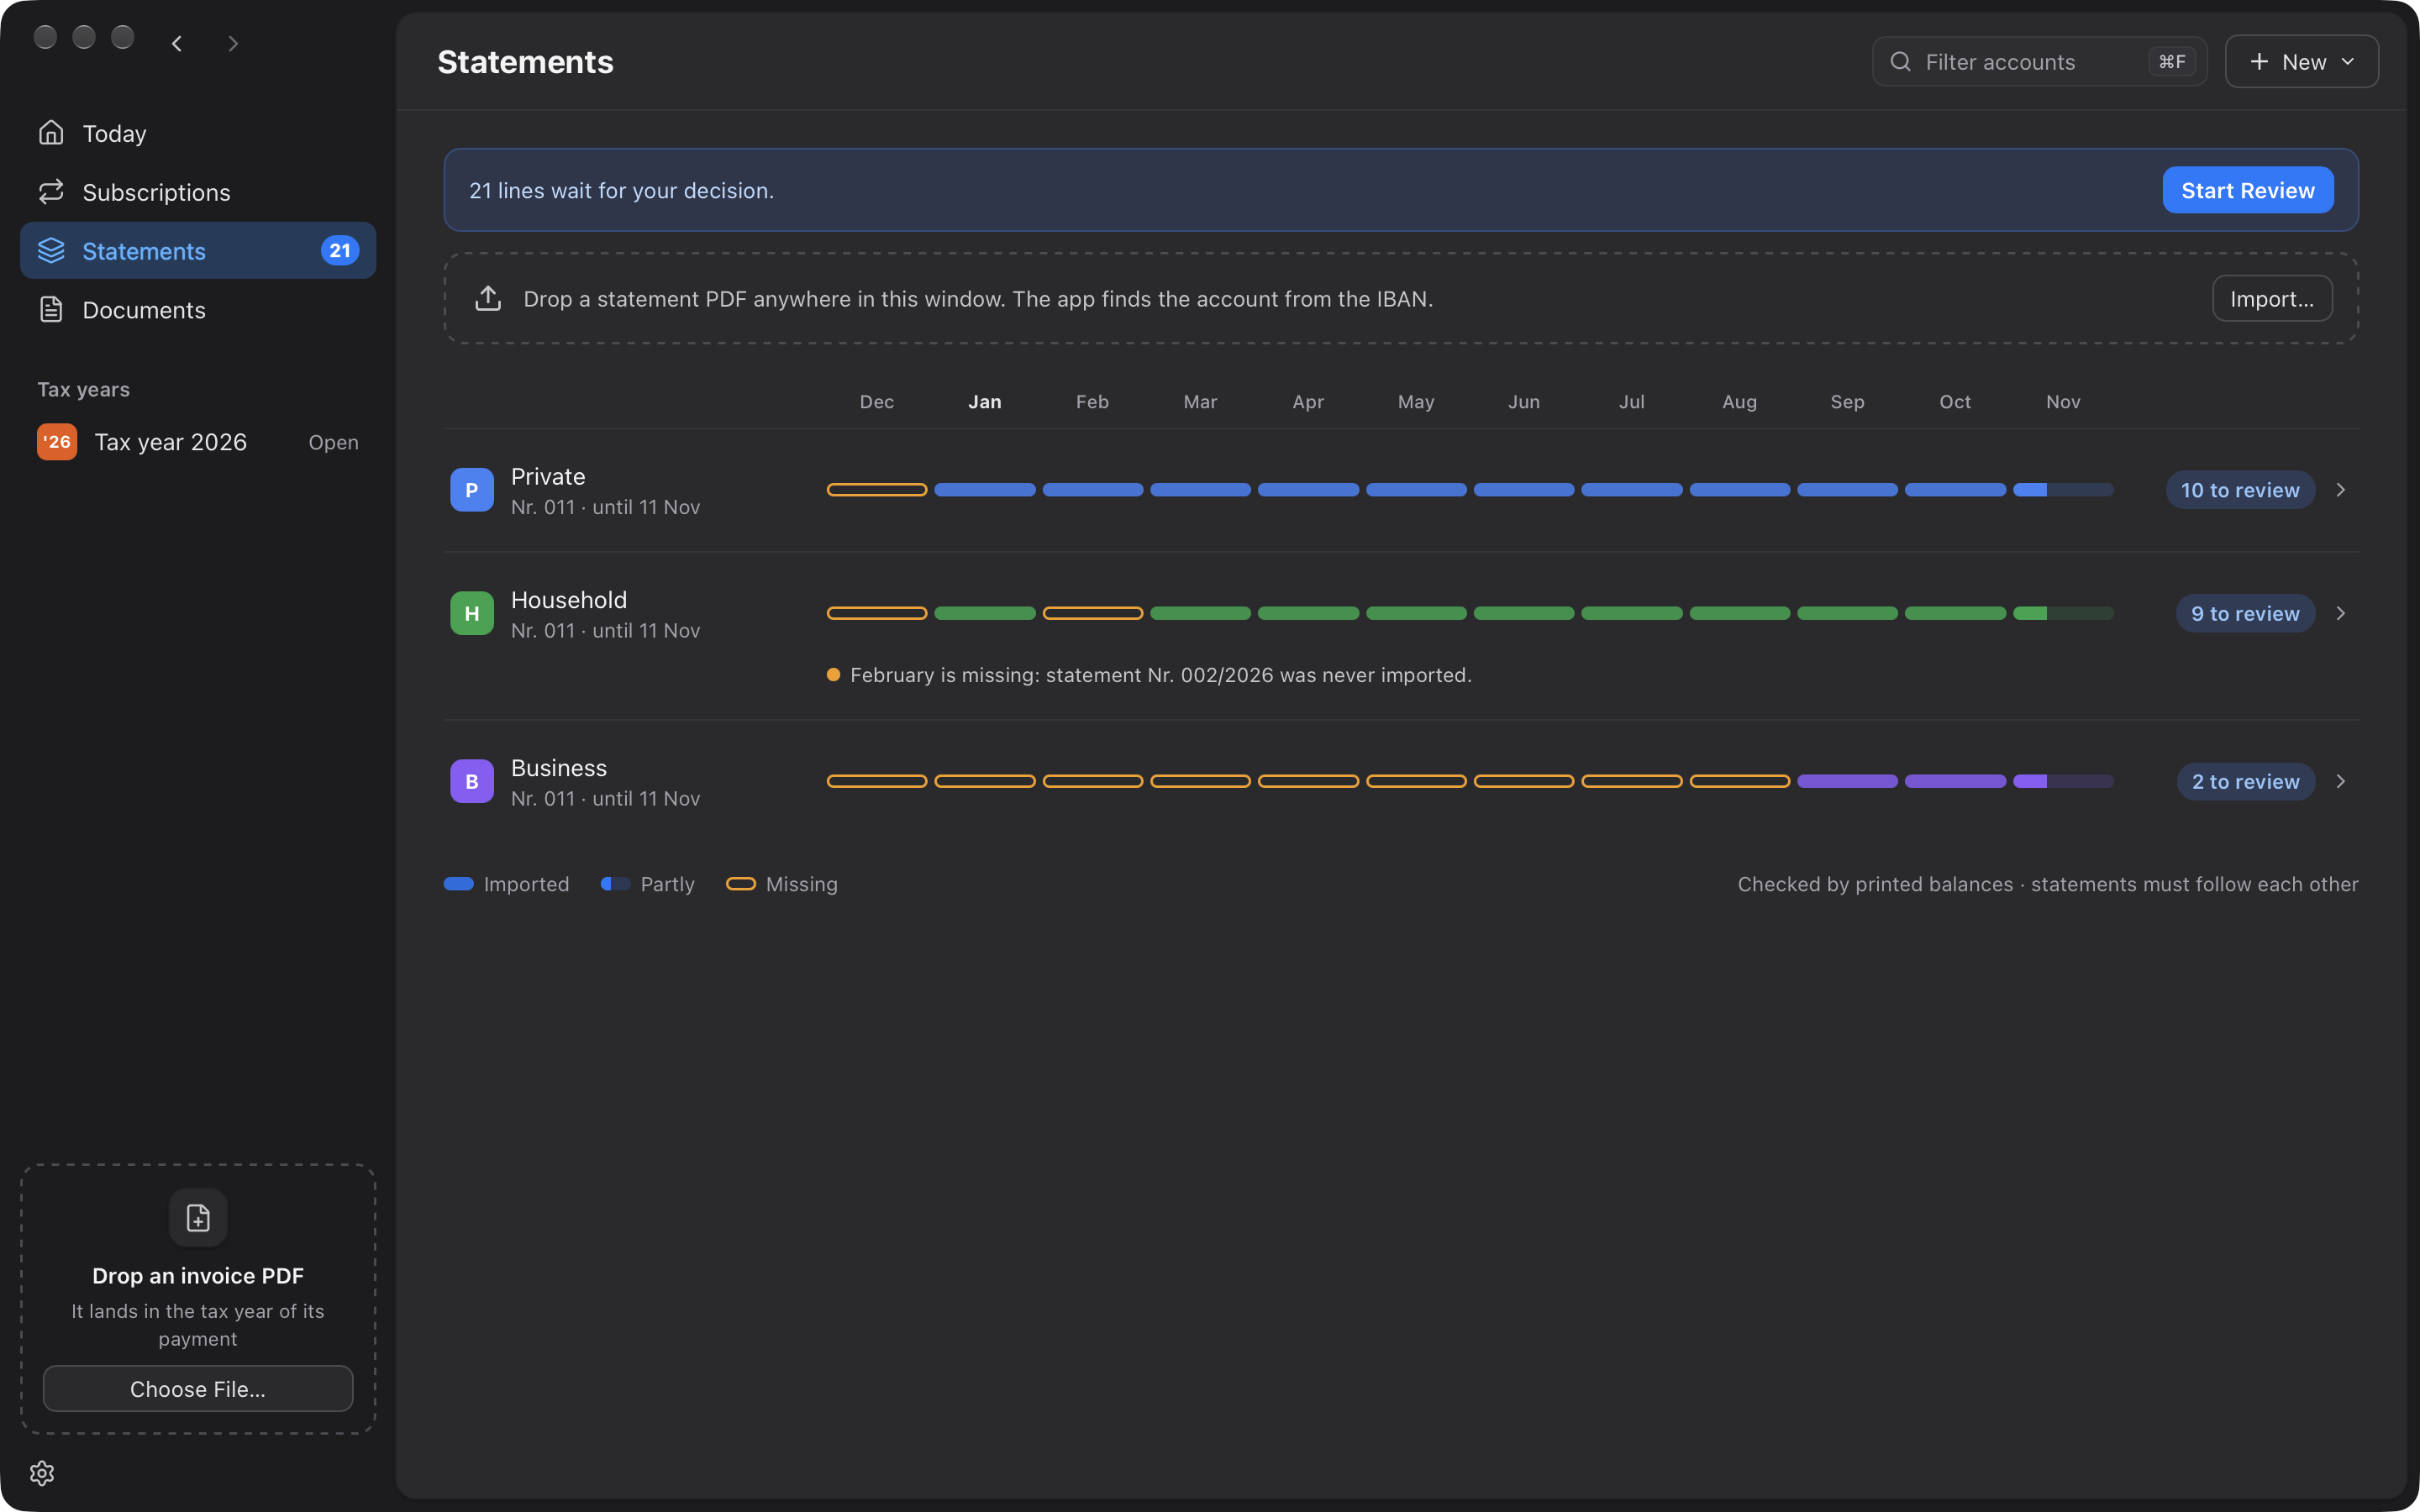 Today
Subscriptions
Statements 21
Documents
Tax years
'26 Tax year 2026 Open
Drop an invoice PDF
It lands in the tax year of its
payment
Choose File...
Statements
Filter accounts ⌘F
New
21 lines wait for your decision.
Start Review
Drop a statement PDF anywhere in this window. The app finds the account from the IBAN.
Import...
Dec Jan Feb Mar Apr May Jun Jul Aug Sep Oct Nov
P Private
Nr. 011 · until 11 Nov
10 to review
H Household
Nr. 011 · until 11 Nov
9 to review
February is missing: statement Nr. 002/2026 was never imported.
B Business
Nr. 011 · until 11 Nov
2 to review
Imported Partly Missing
Checked by printed balances · statements must follow each other